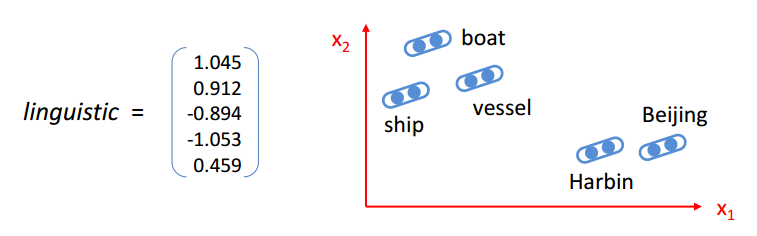 linguistic =
1.045
0.912
-0.894
-1.053
0.459
x2
boat
vessel
ship
Beijing
Harbin
x1